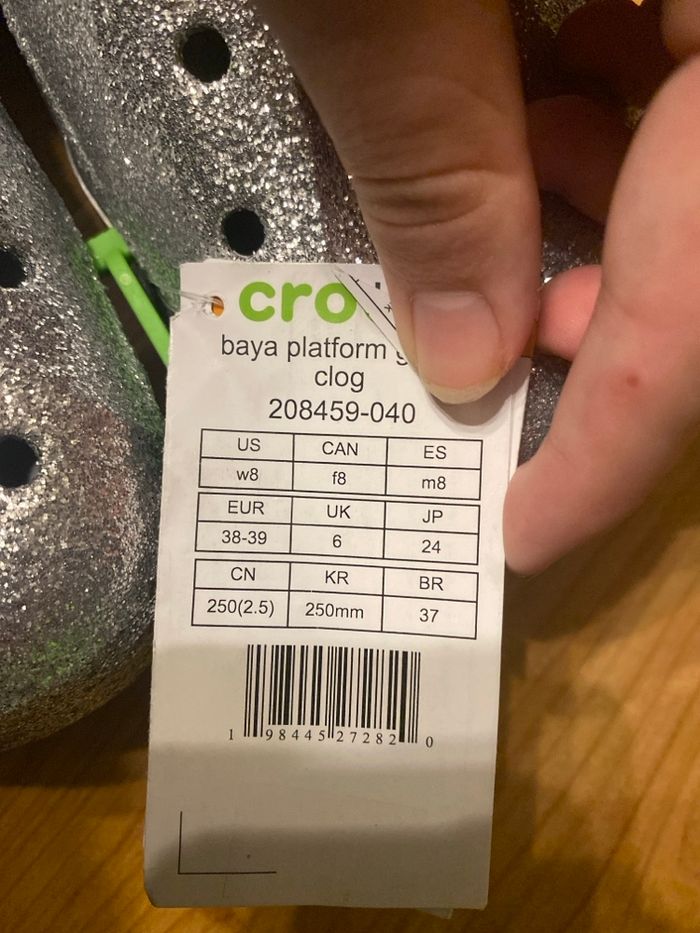 cro
baya platform
clog
208459-040
US CAN ES
w8 f8 m8
EUR UK JP
38-39 6 24
CN KR BR
250(2.5) 250mm 37
1 98445 27282 0